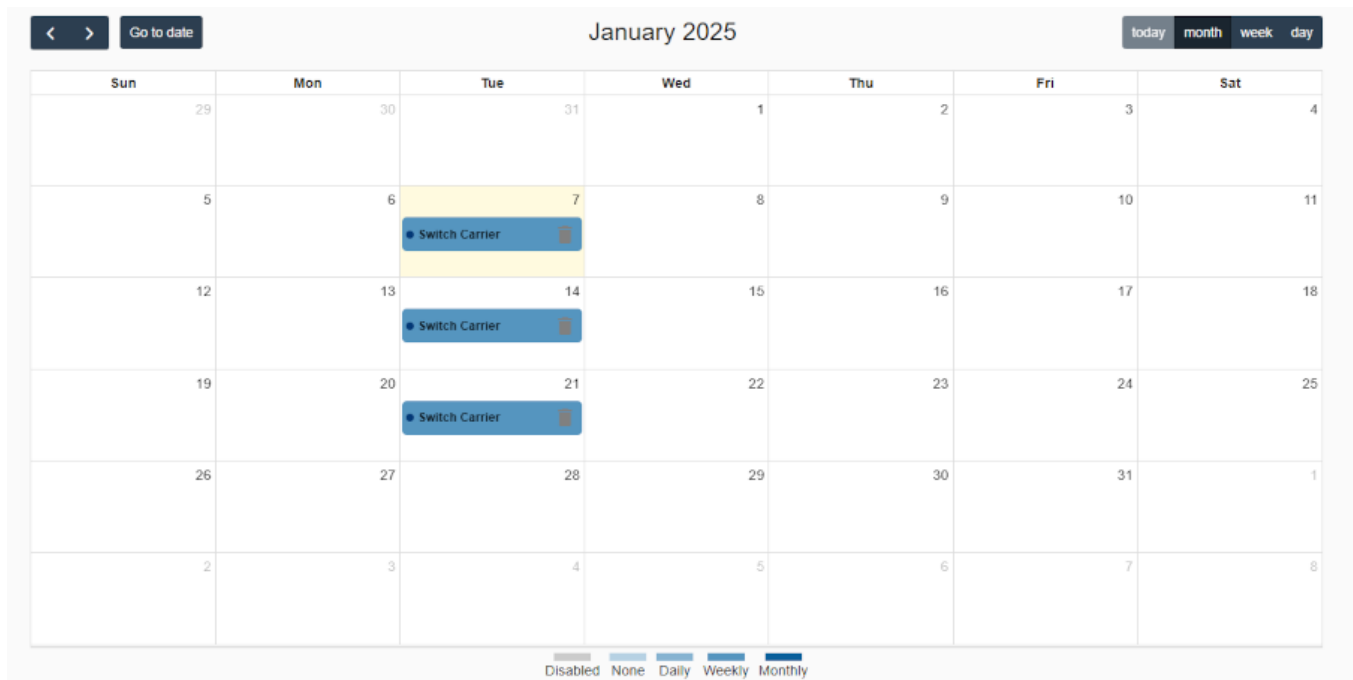 Go to date January 2025 today month week day
Sun Mon Tue Wed Thu Fri Sat
29 30 31 1 2 3 4
5 6 7 8 9 10 11
Switch Carrier
12 13 14 15 16 17 18
Switch Carrier
19 20 21 22 23 24 25
Switch Carrier
26 27 28 29 30 31 1
2 3 4 5 6 7 8
Disabled None Daily Weekly Monthly